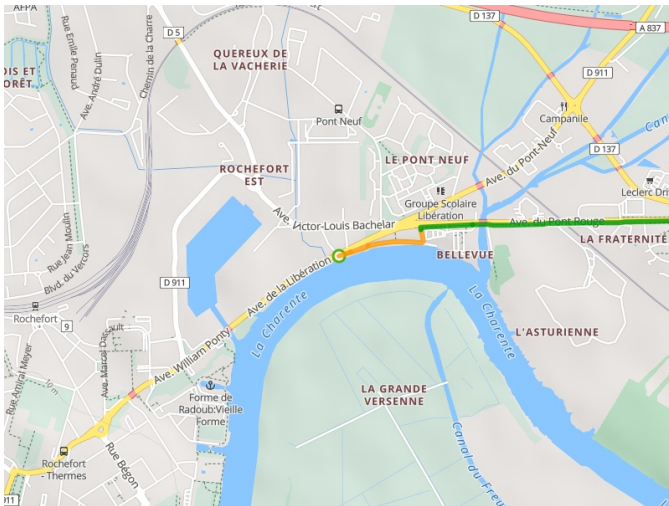 AFPA
D 5
D 137
A 837
Rue Emile Pernaud
Ave. André Dulin
Chemin de la Charre
QUEREUX DE
LA VACHERIE
D 911
OIS ET
ORÊT
Pont Neuf
Campanile
D 137
LE PONT NEUF
Ave. du Pont-Neuf
ROCHEFORT
EST
Groupe Scolaire
Libération
Leclerc Dri
Ave. Victor-Louis Bachelar
Ave. du Pont Rouge
LA FRATERNITÉ
Rue Jean Moulin
Blvd. du Vercors
BELLEVUE
D 911
Ave. de la Libération
La Charente
La Charente
Rochefort
9
L'ASTURIENNE
Ave. Marcel Dassault
Ave. William Ponty
Rue Amiral Meyer
10 m
Forme de
Radoub:Vieille
Forme
LA GRANDE
VERSENNE
Rue Bégon
Canal du Freu
Rochefort
- Thermes
911